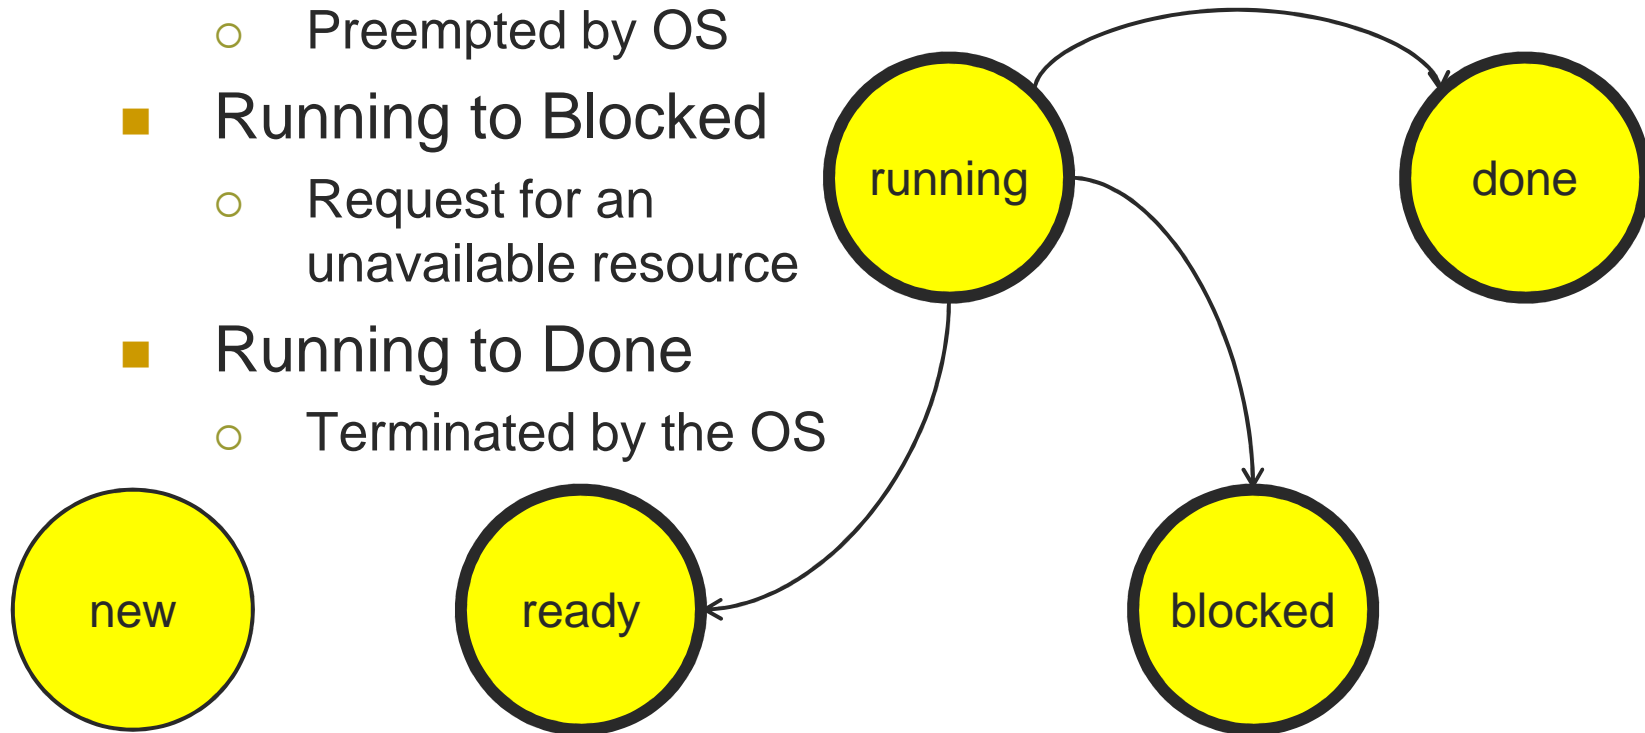 Preempted by OS
Running to Blocked
Request for an
unavailable resource
Running to Done
Terminated by the OS
running
done
new
ready
blocked